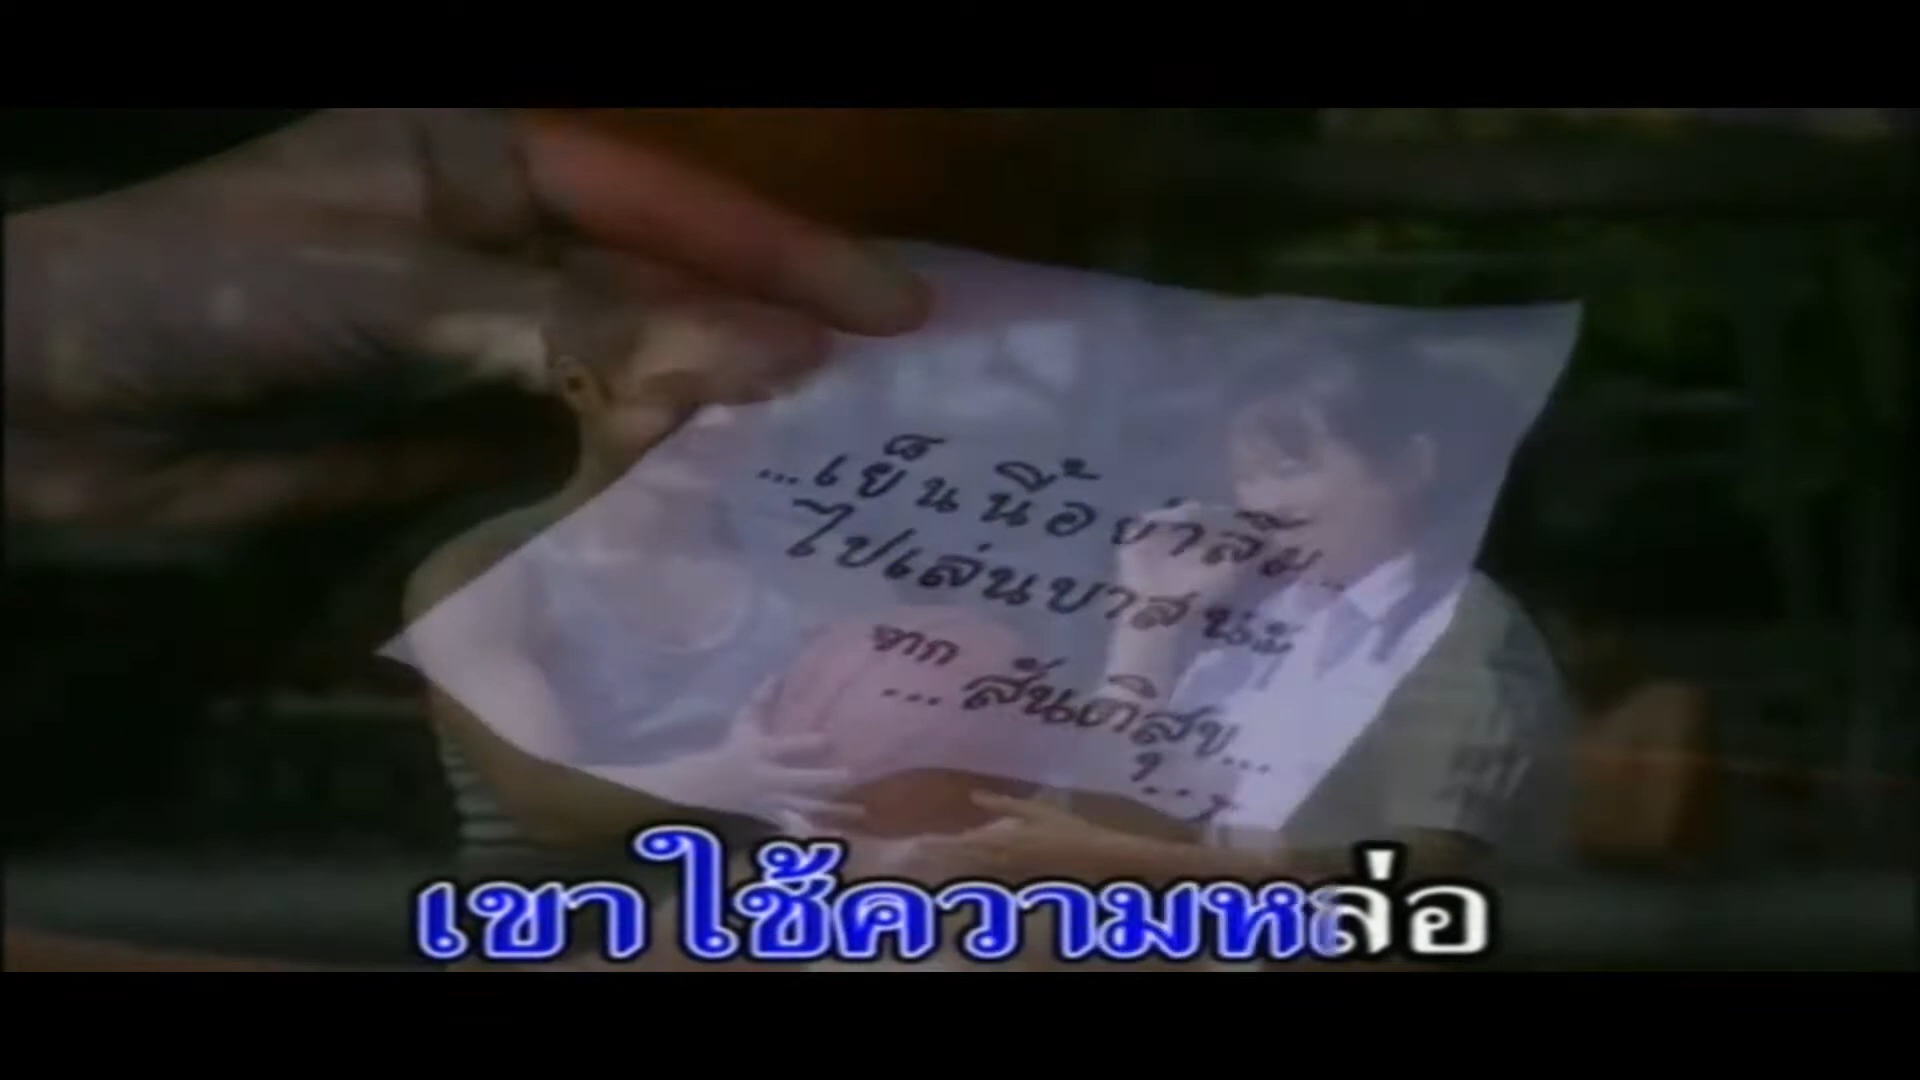 ...เย็นนี้อย่าลืม...
ไปเล่นบาสนะ
จาก
...สันติสุข...
เขาใช้ความหล่อ